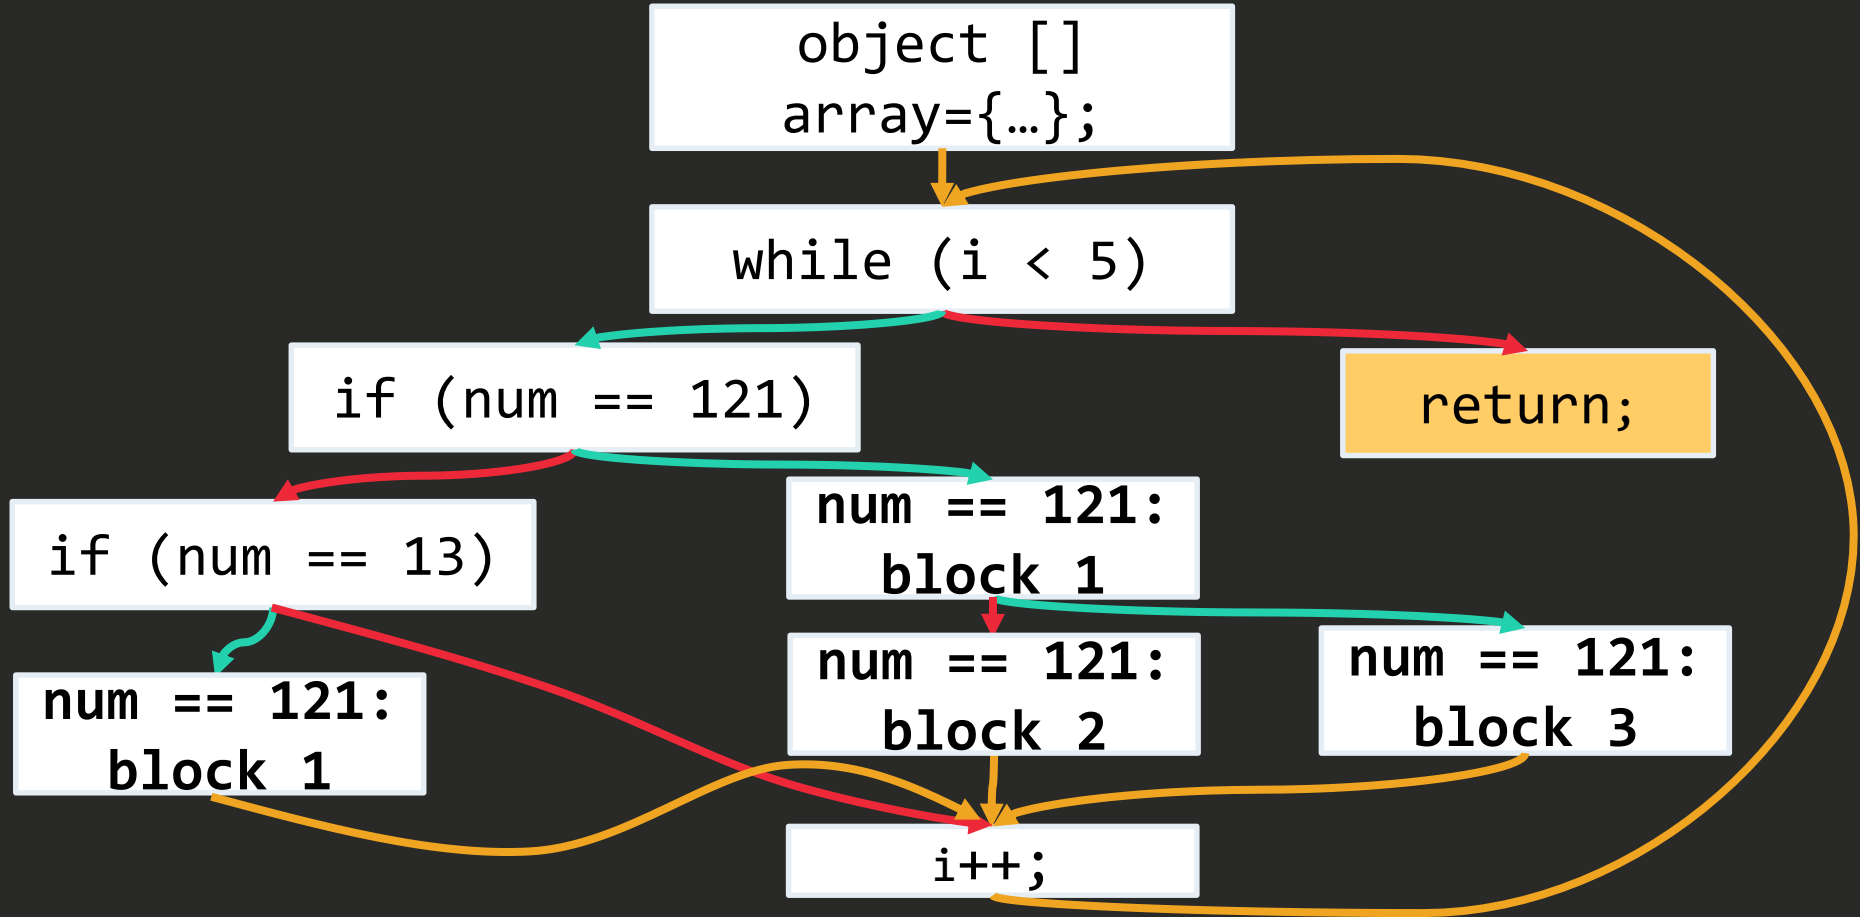 object []
array={…};
while (i < 5)
if (num == 121)
return;
if (num == 13)
num == 121:
block 1
num == 121:
block 2
num == 121:
block 3
num == 121:
block 1
i++;